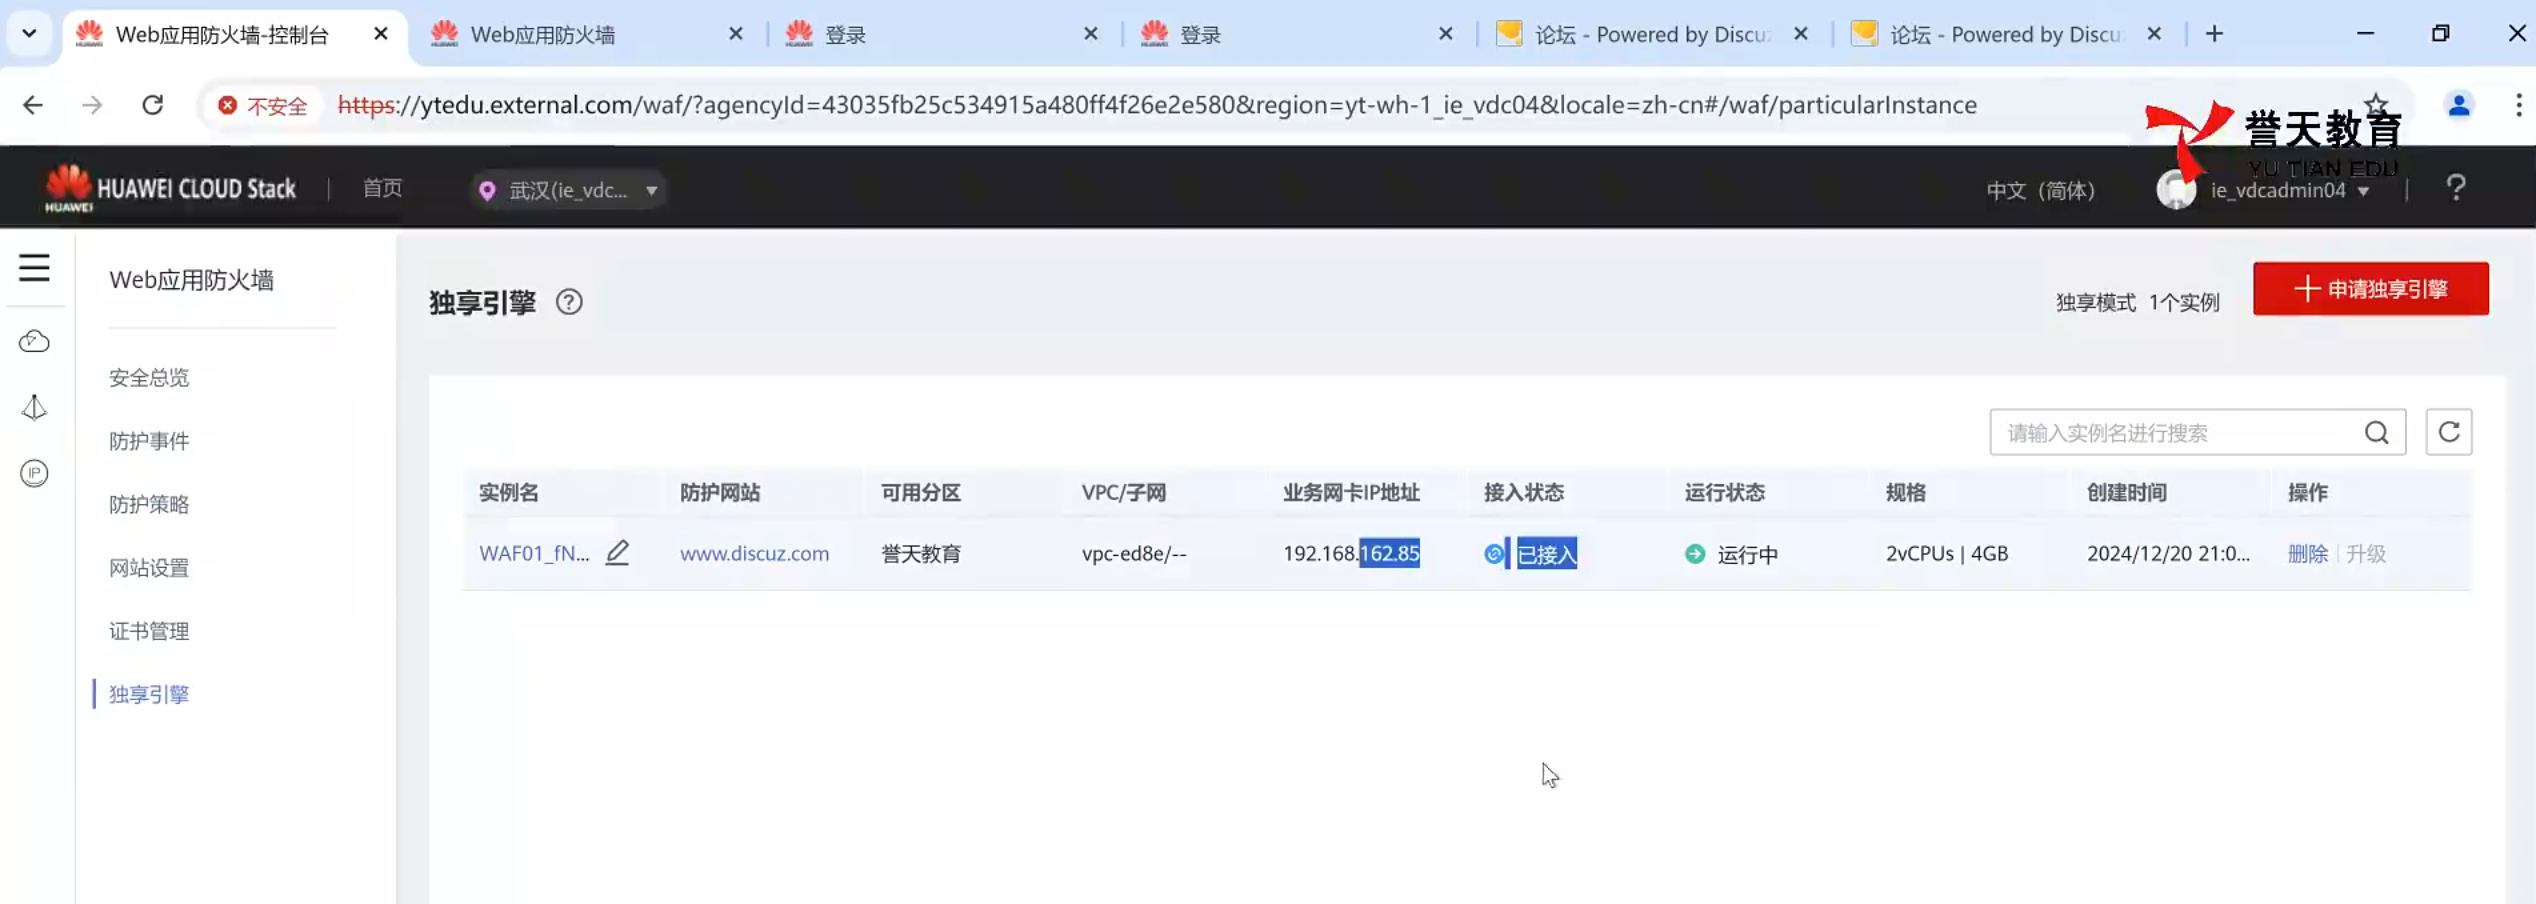 Web应用防火墙-控制台
Web应用防火墙
登录
登录
论坛 - Powered by Discu
论坛 - Powered by Discu
不安全 https://ytedu.external.com/waf/?agencyId=43035fb25c534915a480ff4f26e2e580&region=yt-wh-1_ie_vdc04&locale=zh-cn#/waf/particularInstance
誉天教育
YU TIAN EDU
HUAWEI
HUAWEI CLOUD Stack
首页
武汉(ie_vdc...
中文（简体）
ie_vdcadmin04
Web应用防火墙
安全总览
防护事件
防护策略
网站设置
证书管理
独享引擎
独享引擎
独享模式 1个实例
申请独享引擎
请输入实例名进行搜索
实例名 防护网站 可用分区 VPC/子网 业务网卡IP地址 接入状态 运行状态 规格 创建时间 操作
WAF01_fN... www.discuz.com 誉天教育 vpc-ed8e/-- 192.168.162.85 已接入 运行中 2vCPUs | 4GB 2024/12/20 21:0... 删除 升级
IP